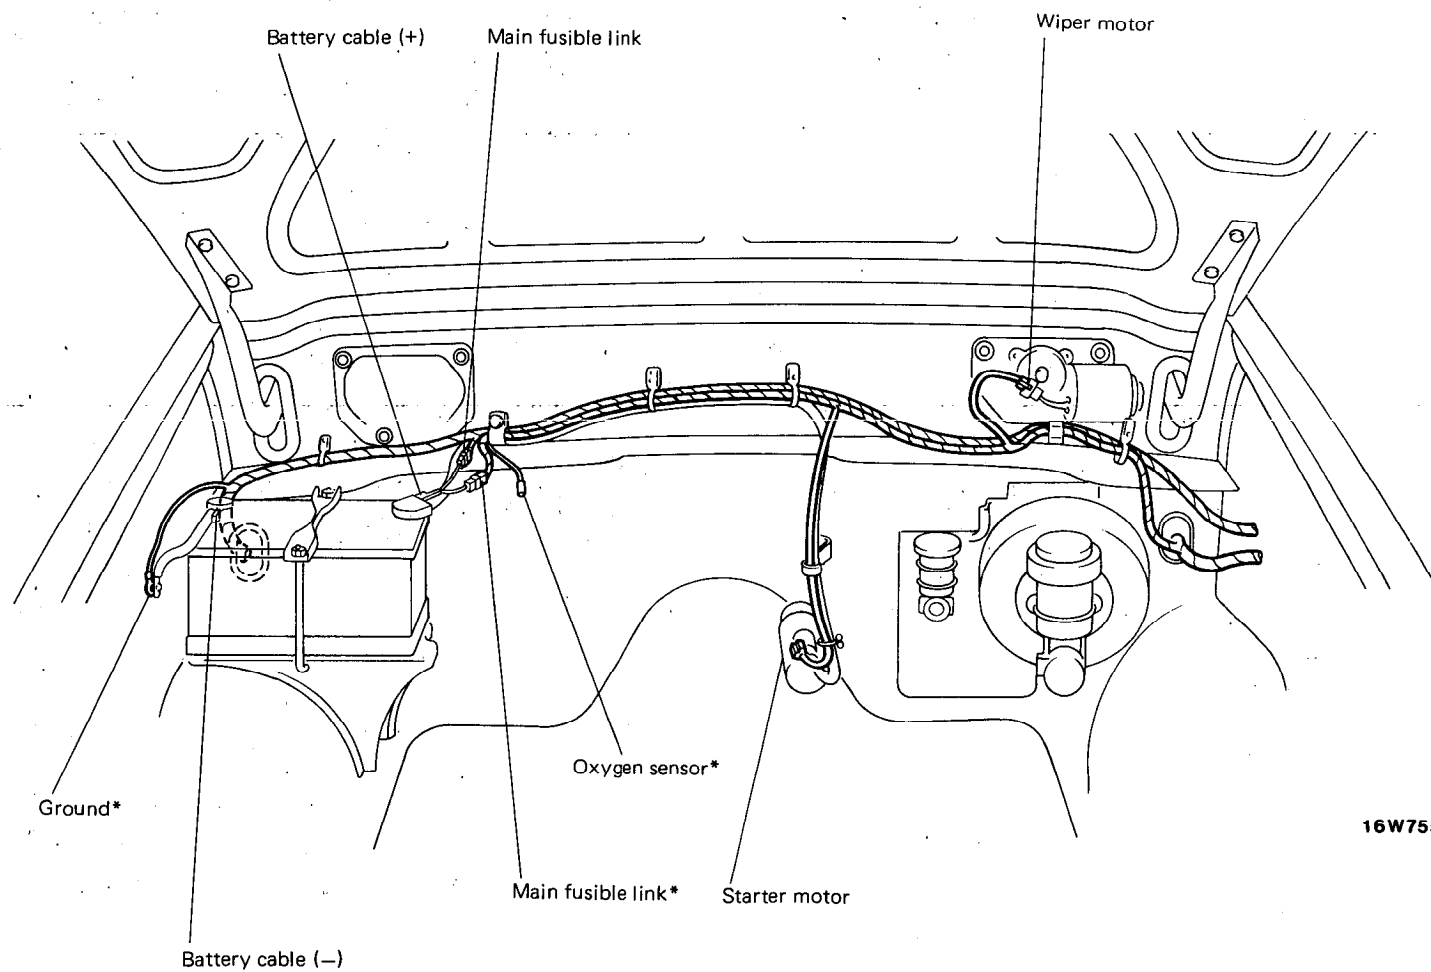 Wiper motor
Battery cable (+)
Main fusible link
Oxygen sensor*
Ground*
16W75
Main fusible link*
Starter motor
Battery cable (–)